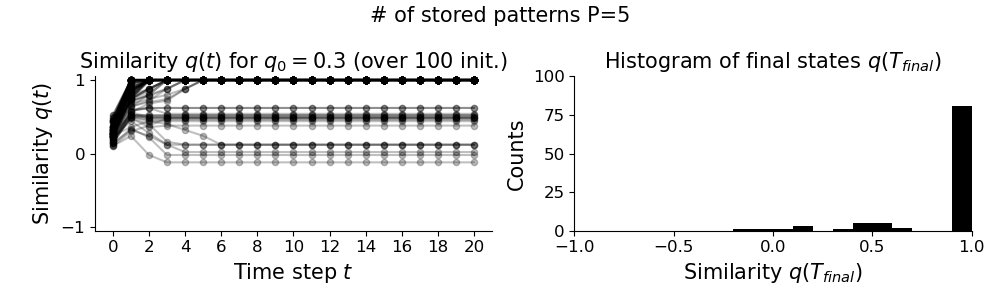 # of stored patterns P=5
Similarity q(t) for q₀ = 0.3 (over 100 init.)
1
0
−1
Similarity q(t)
0 2 4 6 8 10 12 14 16 18 20
Time step t
Histogram of final states q(T_final)
100
75
50
25
0
Counts
−1.0 −0.5 0.0 0.5 1.0
Similarity q(T_final)